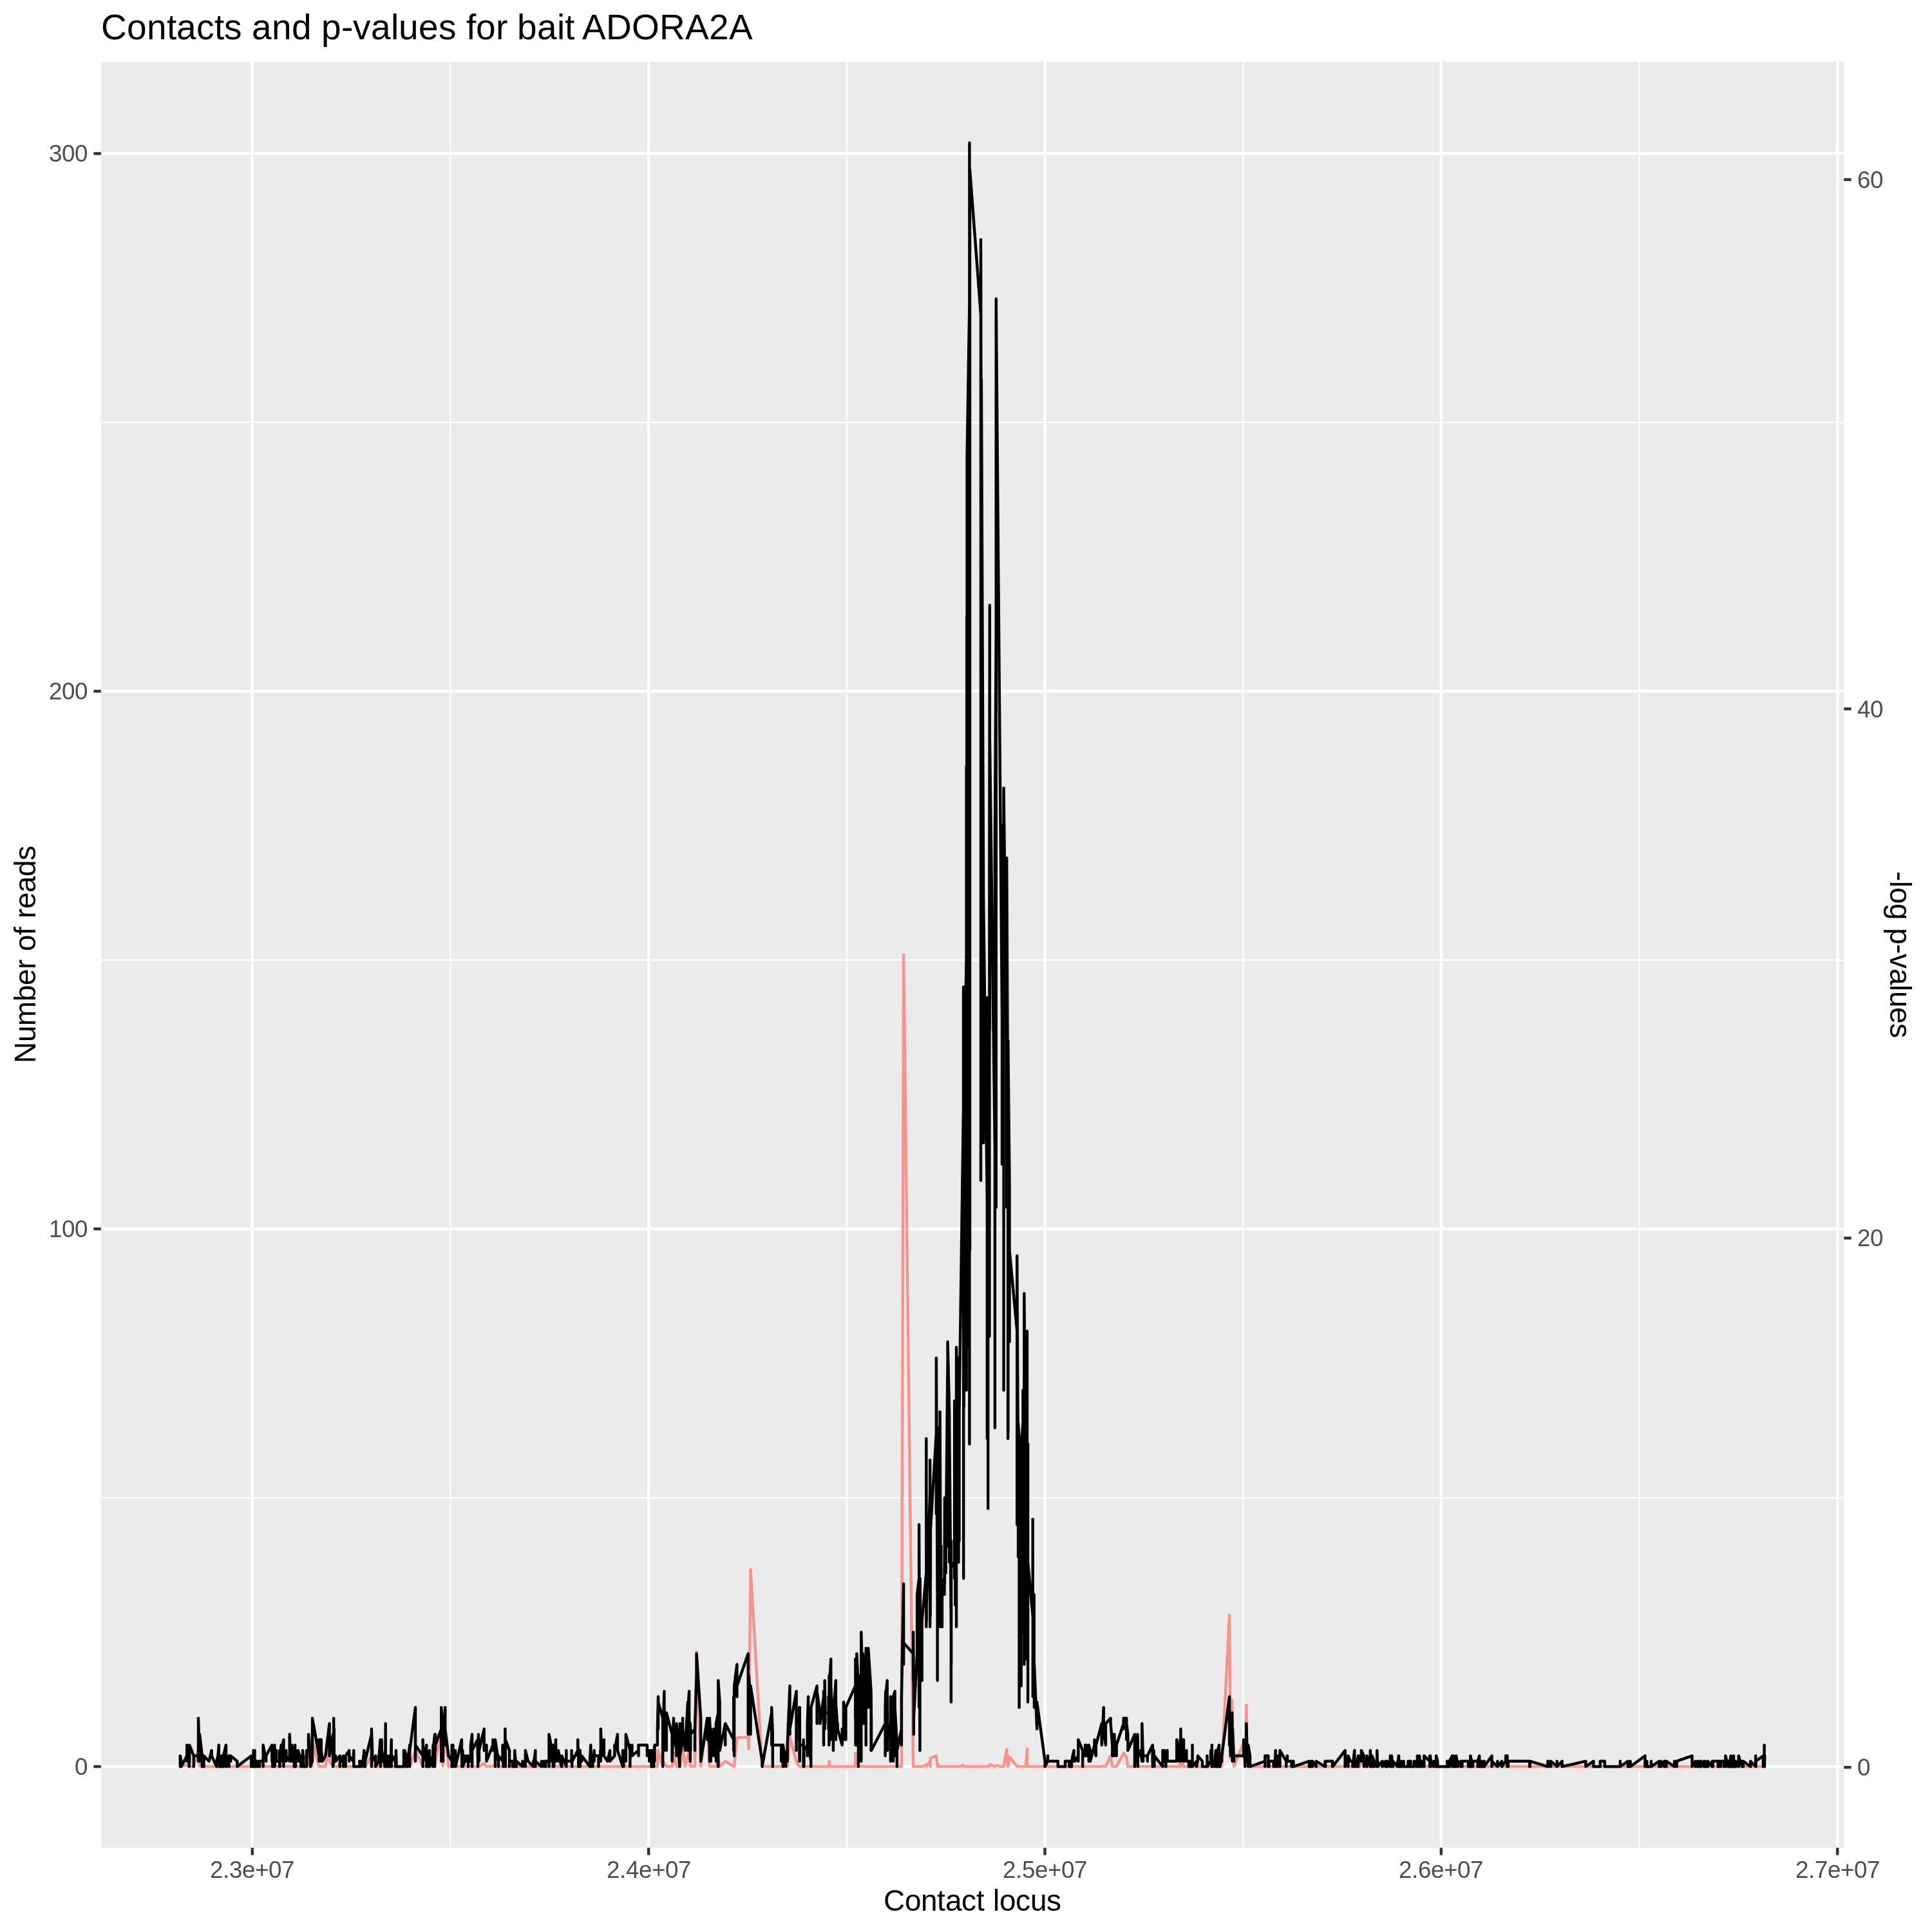 Contacts and p-values for bait ADORA2A
300
200
100
0
60
40
20
0
Number of reads
-log p-values
2.3e+07
2.4e+07
2.5e+07
2.6e+07
2.7e+07
Contact locus